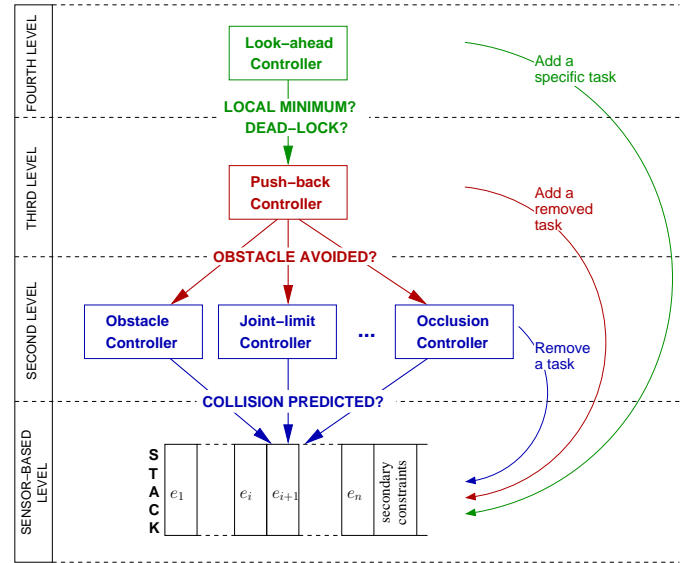 FOURTH LEVEL
Look–ahead
Controller
Add a
specific task
LOCAL MINIMUM?
DEAD–LOCK?
THIRD LEVEL
Push–back
Controller
Add a
removed
task
OBSTACLE AVOIDED?
SECOND LEVEL
Obstacle
Controller
Joint–limit
Controller
...
Occlusion
Controller
Remove
a task
COLLISION PREDICTED?
SENSOR–BASED
LEVEL
S
T
A
C
K
e1
ei
ei+1
en
secondary
constraints